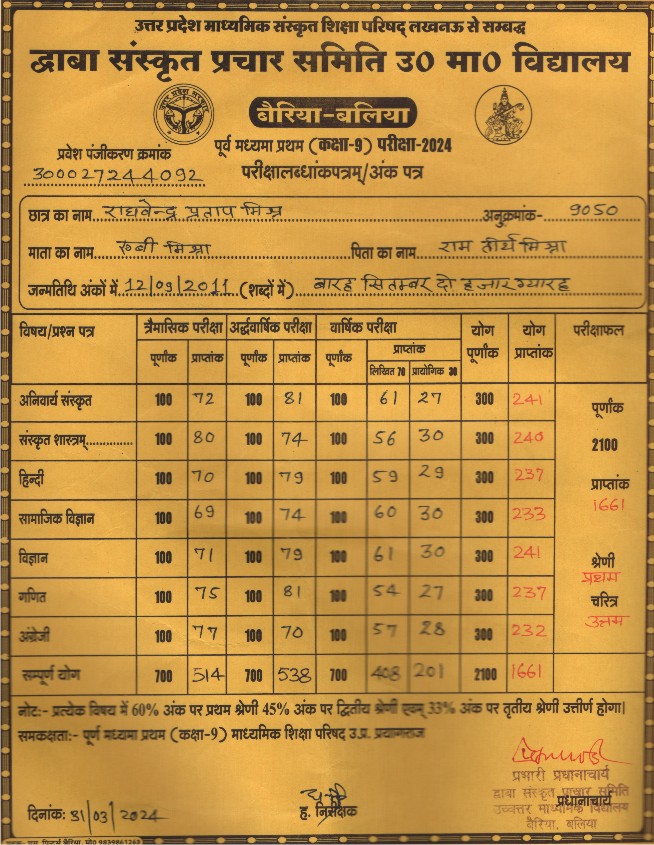 उत्तर प्रदेश माध्यमिक संस्कृत शिक्षा परिषद् लखनऊ से सम्बद्ध
द्वाबा संस्कृत प्रचार समिति उ0 मा0 विद्यालय
बैरिया-बलिया
पूर्व मध्यमा प्रथम (कक्षा-9) परीक्षा-2024
प्रवेश पंजीकरण क्रमांक
300027244092
परीक्षालब्धांकपत्रम्/अंक पत्र
छात्र का नाम राघवेन्द्र प्रताप मिश्र अनुक्रमांक- 9050
माता का नाम रुबी मिश्रा पिता का नाम राम तीर्थ मिश्रा
जन्मतिथि अंकों में 12/09/2011 (शब्दों में) बारह सितम्बर दो हजार ग्यारह
विषय/प्रश्न पत्र त्रैमासिक परीक्षा अर्द्धवार्षिक परीक्षा वार्षिक परीक्षा योग पूर्णांक योग प्राप्तांक परीक्षाफल
पूर्णांक प्राप्तांक पूर्णांक प्राप्तांक पूर्णांक प्राप्तांक
लिखित 70 प्रायोगिक 30
अनिवार्य संस्कृत 100 72 100 81 100 61 27 300 241 पूर्णांक
संस्कृत शास्त्रम्.............. 100 80 100 74 100 56 30 300 240 2100
हिन्दी 100 70 100 79 100 59 29 300 237 प्राप्तांक
सामाजिक विज्ञान 100 69 100 74 100 60 30 300 233 1661
विज्ञान 100 71 100 79 100 61 30 300 241 श्रेणी
प्रथम
गणित 100 75 100 81 100 54 27 300 237 चरित्र
उत्तम
अंग्रेजी 100 77 100 70 100 57 28 300 232
सम्पूर्ण योग 700 514 700 538 700 408 201 2100 1661
नोट:- प्रत्येक विषय में 60% अंक पर प्रथम श्रेणी 45% अंक पर द्वितीय श्रेणी एवम् 33% अंक पर तृतीय श्रेणी उत्तीर्ण होगा।
समकक्षता:- पूर्ण मध्यमा प्रथम (कक्षा-9) माध्यमिक शिक्षा परिषद उ.प्र. प्रयागराज
प्रभारी प्रधानाचार्य
द्वाबा संस्कृत प्रचार समिति
प्रधानाचार्य
उच्चत्तर माध्यमिक विद्यालय
बैरिया, बलिया
दिनांक: 31/03/2024
ह. निरीक्षक